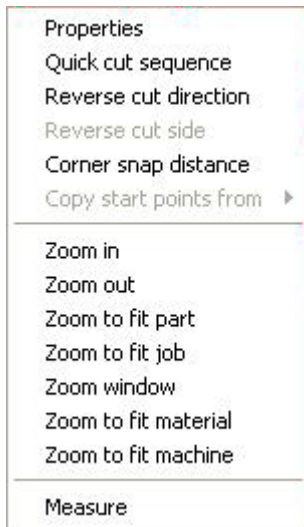 Properties
Quick cut sequence
Reverse cut direction
Reverse cut side
Corner snap distance
Copy start points from
Zoom in
Zoom out
Zoom to fit part
Zoom to fit job
Zoom window
Zoom to fit material
Zoom to fit machine
Measure